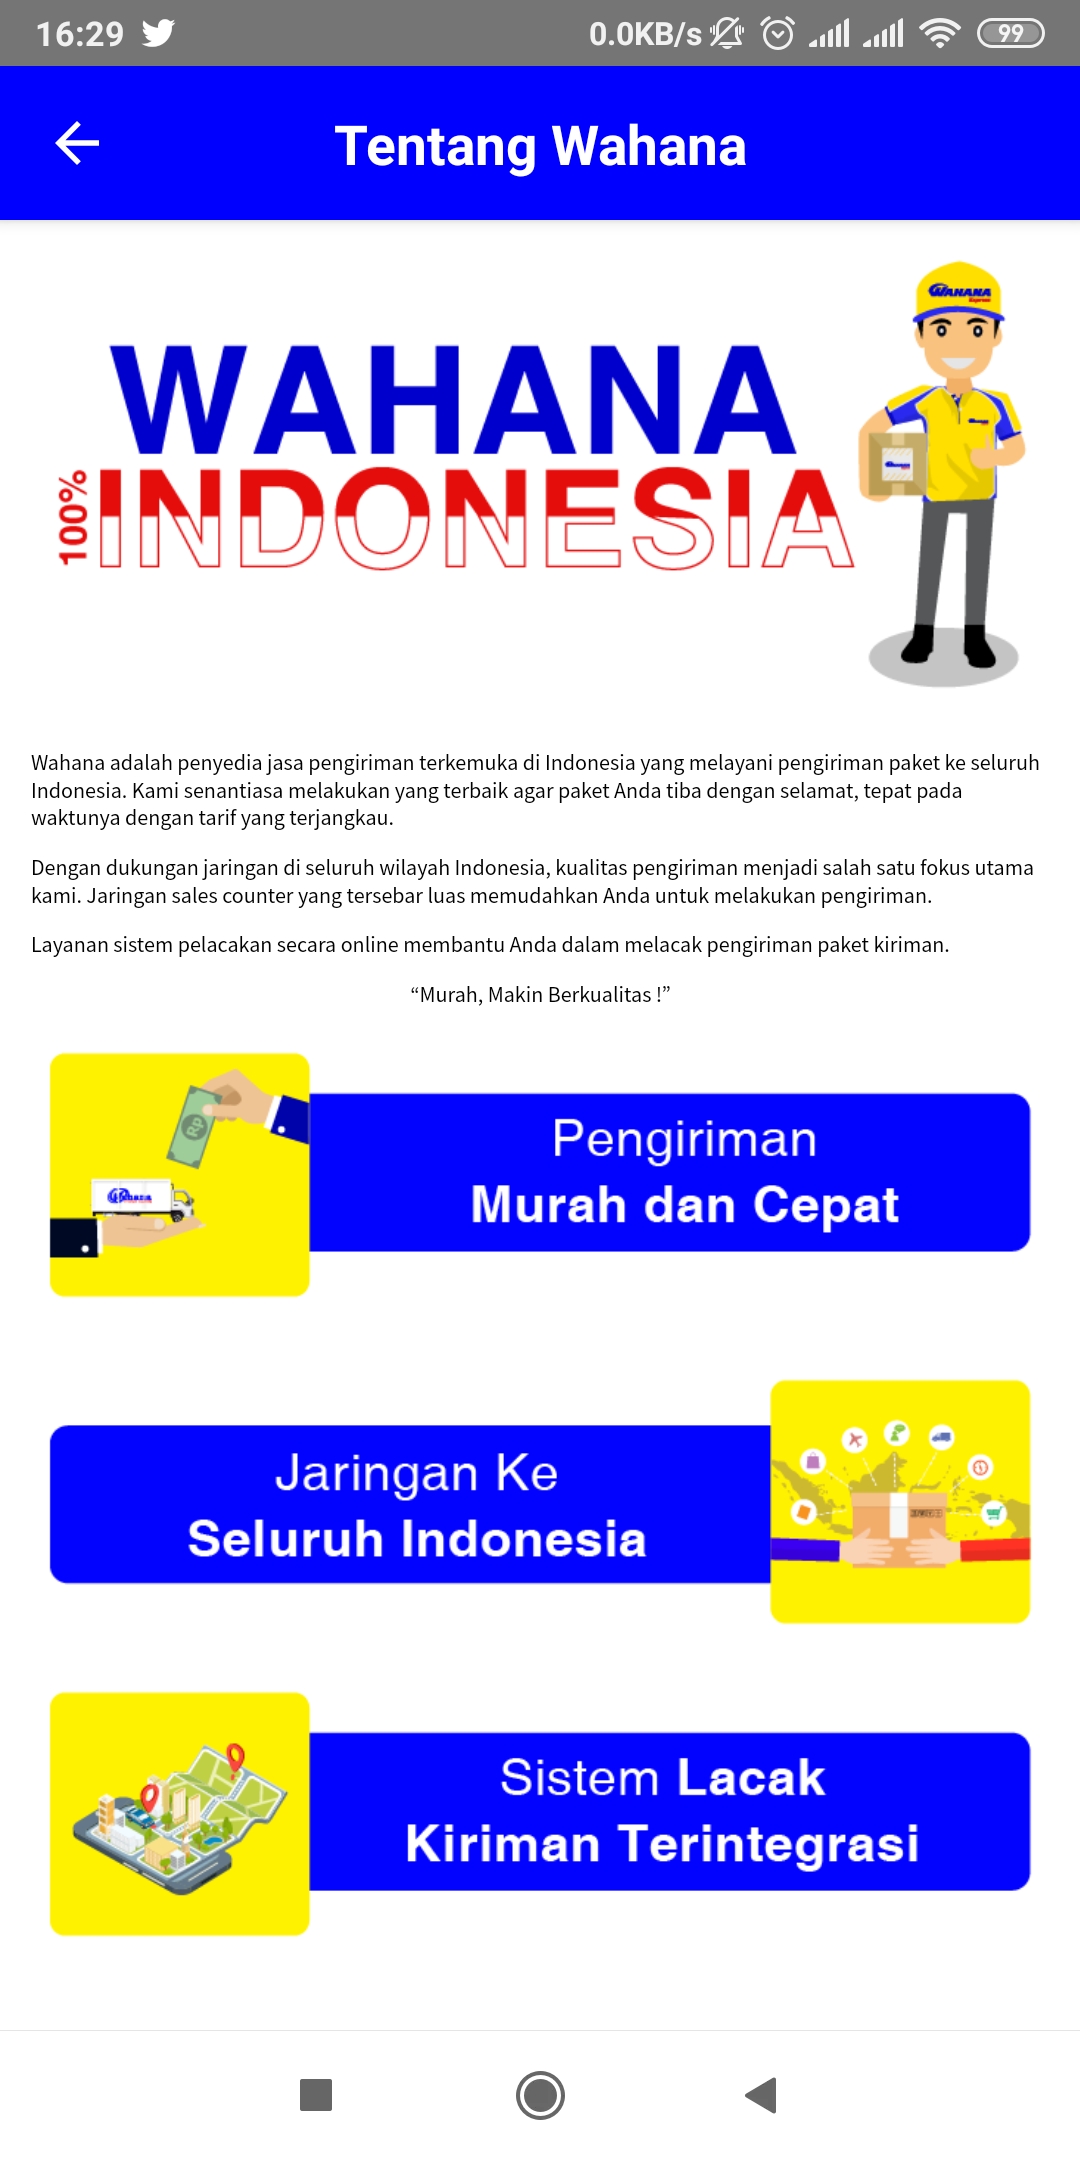 16:29
0.0KB/s
99
Tentang Wahana
WAHANA
Express
WAHANA
100%
INDONESIA
Wahana adalah penyedia jasa pengiriman terkemuka di Indonesia yang melayani pengiriman paket ke seluruh
Indonesia. Kami senantiasa melakukan yang terbaik agar paket Anda tiba dengan selamat, tepat pada
waktunya dengan tarif yang terjangkau.
Dengan dukungan jaringan di seluruh wilayah Indonesia, kualitas pengiriman menjadi salah satu fokus utama
kami. Jaringan sales counter yang tersebar luas memudahkan Anda untuk melakukan pengiriman.
Layanan sistem pelacakan secara online membantu Anda dalam melacak pengiriman paket kiriman.
“Murah, Makin Berkualitas !”
Rp
Wahana
Pengiriman
Murah dan Cepat
Jaringan Ke
Seluruh Indonesia
Sistem Lacak
Kiriman Terintegrasi